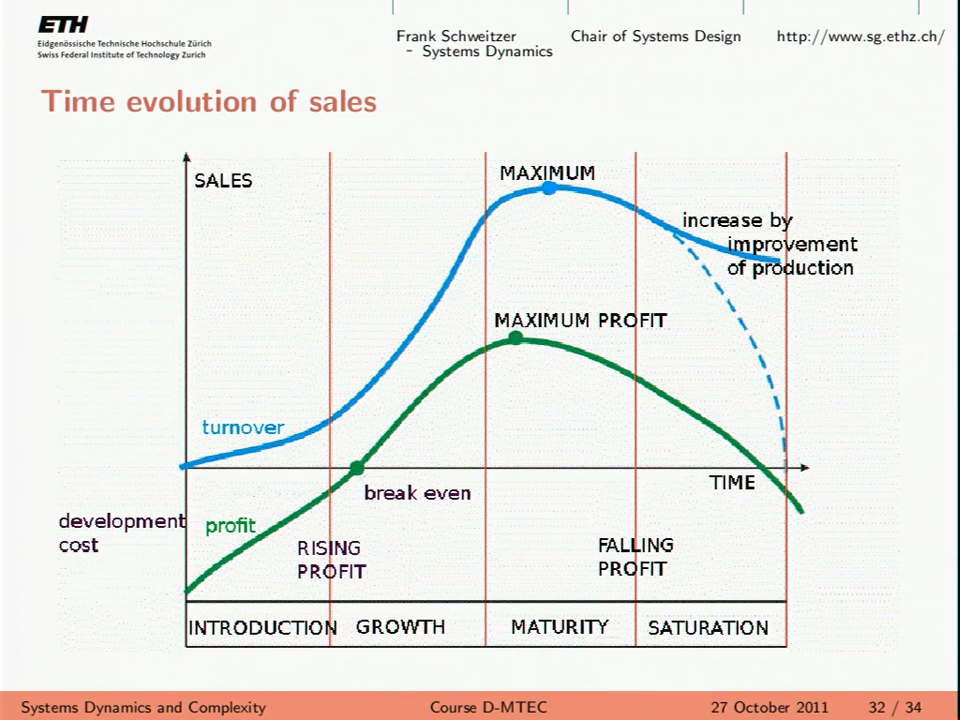 ETH
Eidgenössische Technische Hochschule Zürich
Swiss Federal Institute of Technology Zurich
Frank Schweitzer
- Systems Dynamics
Chair of Systems Design
http://www.sg.ethz.ch/
Time evolution of sales
SALES
MAXIMUM
increase by
improvement
of production
MAXIMUM PROFIT
turnover
TIME
break even
development
cost
profit
RISING
PROFIT
FALLING
PROFIT
INTRODUCTION
GROWTH
MATURITY
SATURATION
Systems Dynamics and Complexity
Course D-MTEC
27 October 2011
32 / 34